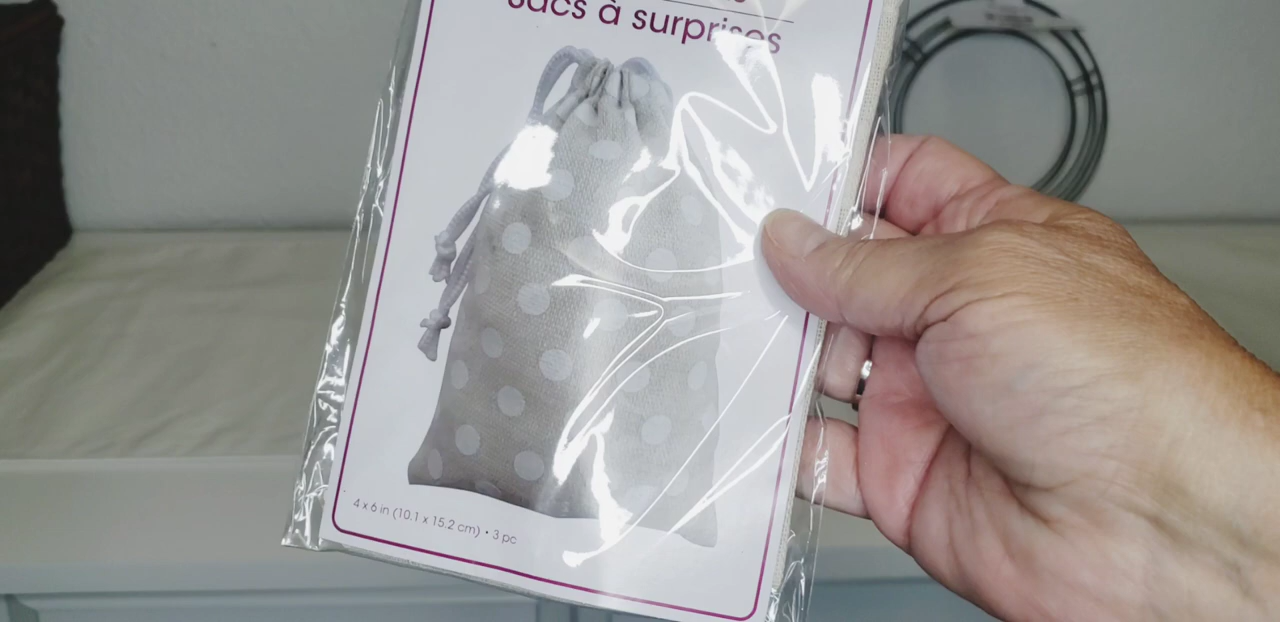 Sacs à surprises
4 x 6 in (10.1 x 15.2 cm) • 3 pc